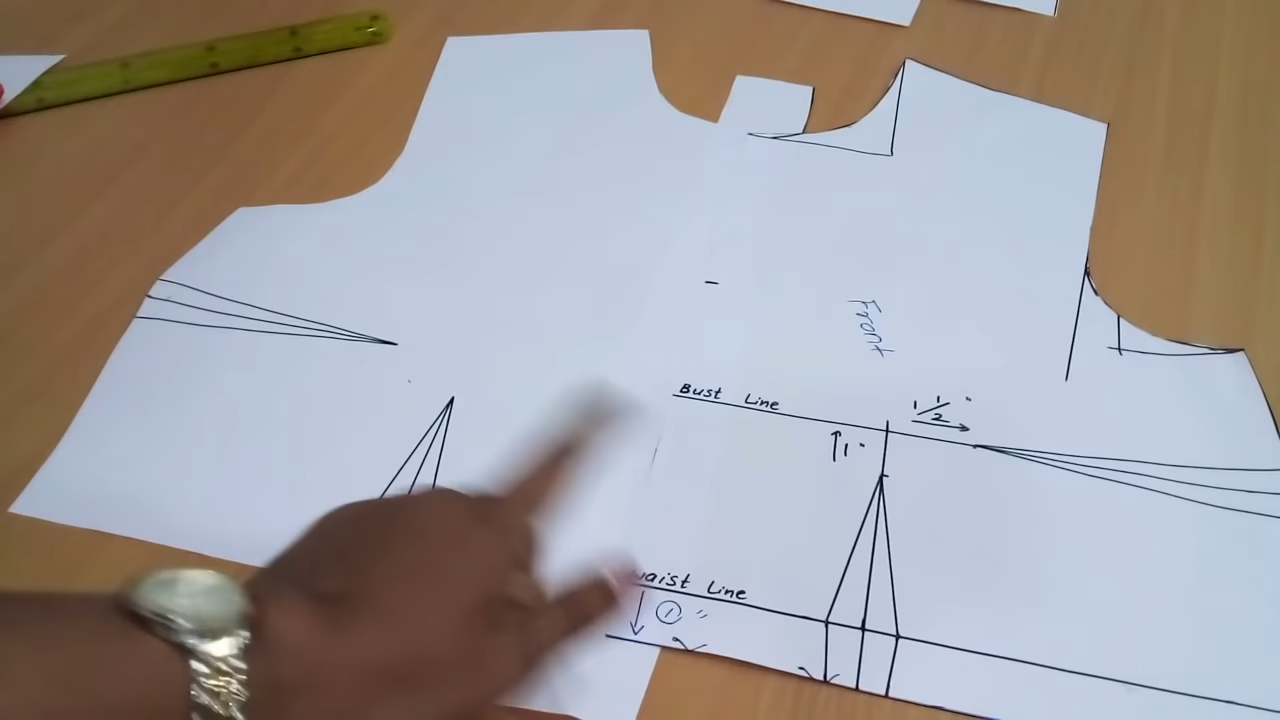 Front
Bust Line
1 1/2 "
1 "
waist Line
1 "